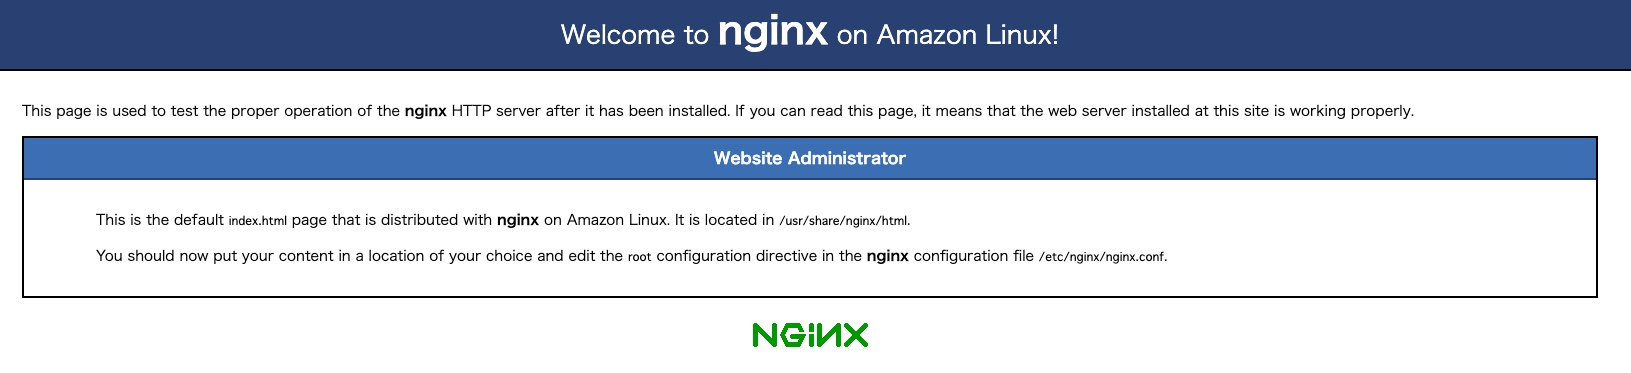 Welcome to nginx on Amazon Linux!
This page is used to test the proper operation of the nginx HTTP server after it has been installed. If you can read this page, it means that the web server installed at this site is working properly.
Website Administrator
This is the default index.html page that is distributed with nginx on Amazon Linux. It is located in /usr/share/nginx/html.
You should now put your content in a location of your choice and edit the root configuration directive in the nginx configuration file /etc/nginx/nginx.conf.
NGINX